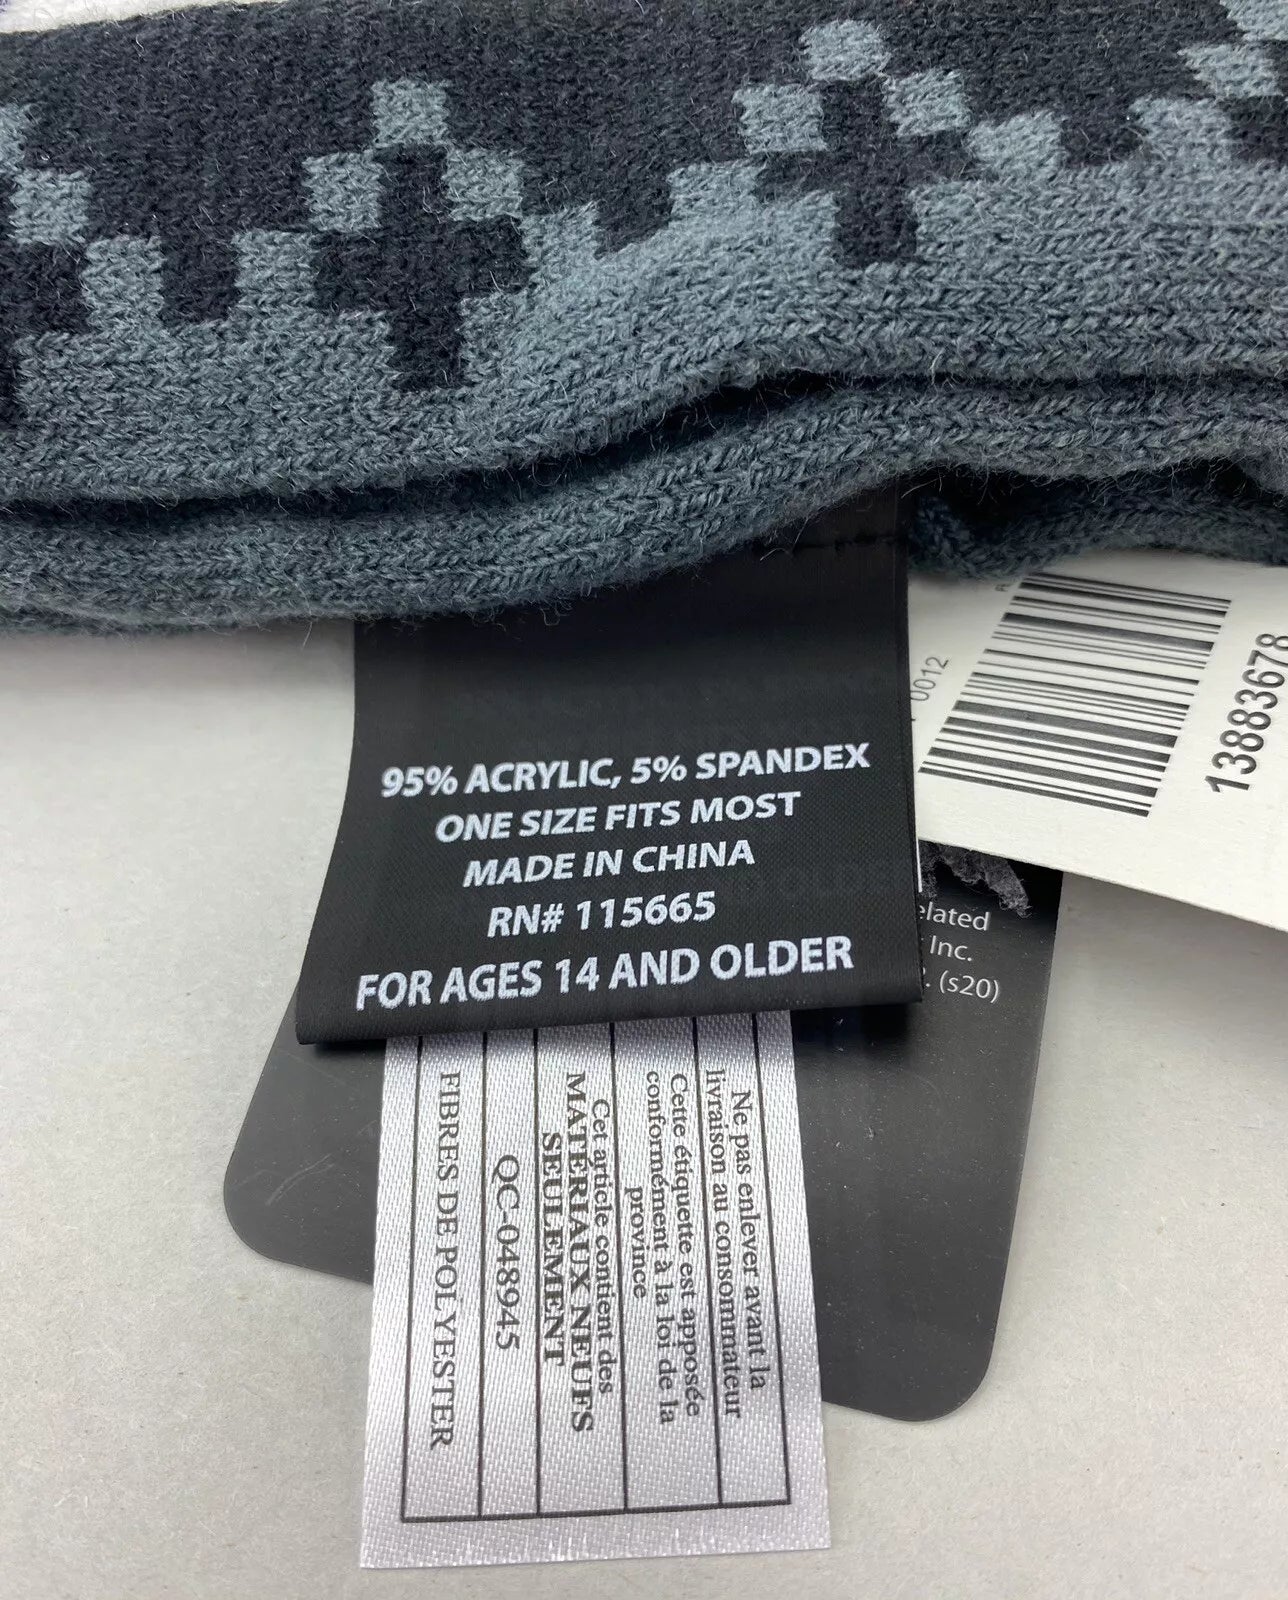 95% ACRYLIC, 5% SPANDEX
ONE SIZE FITS MOST
MADE IN CHINA
RN# 115665
FOR AGES 14 AND OLDER
0012
13883678
elated
Inc.
. (s20)
Ne pas enlever avant la
livraison au consommateur
Cette étiquette est apposée
conformément à la loi de la
province
Cet article contient des
MATÉRIAUX NEUFS
SEULEMENT
QC-048945
FIBRES DE POLYESTER